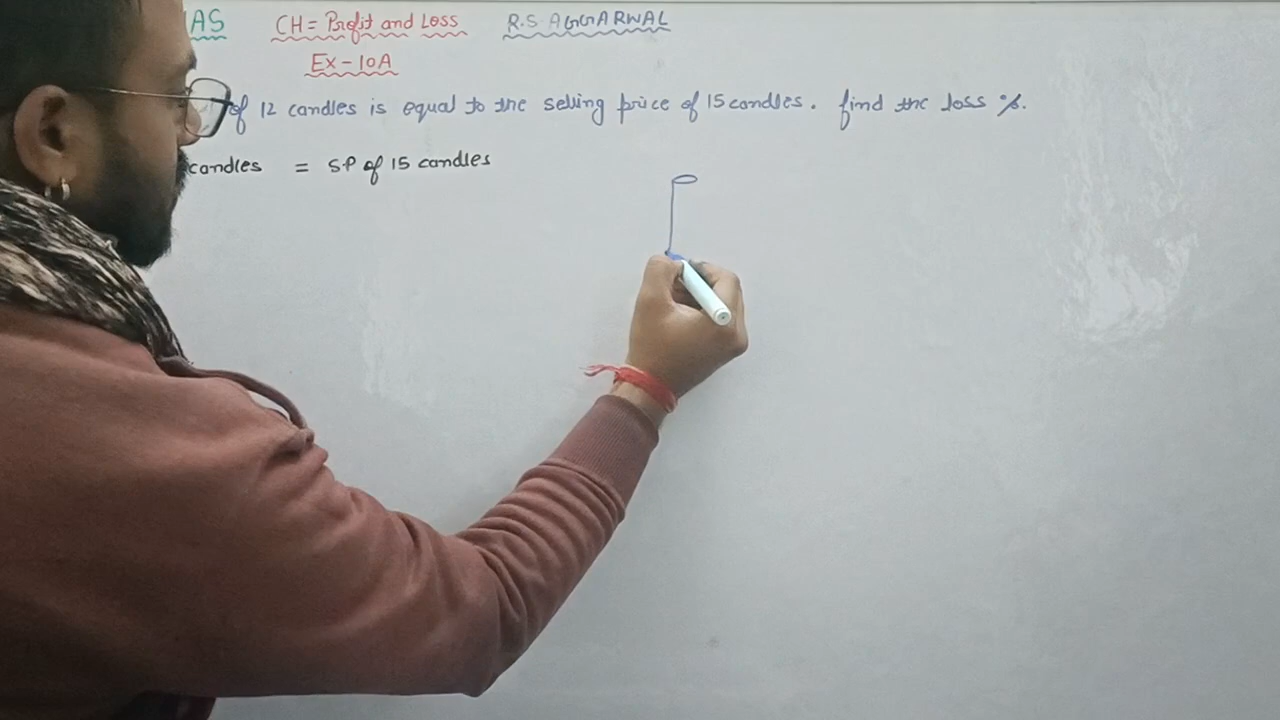 AS CH = Profit and Loss R.S AGGARWAL
Ex - 10A
of 12 candles is equal to the selling price of 15 candles. find the loss %.
candles = S.P of 15 candles